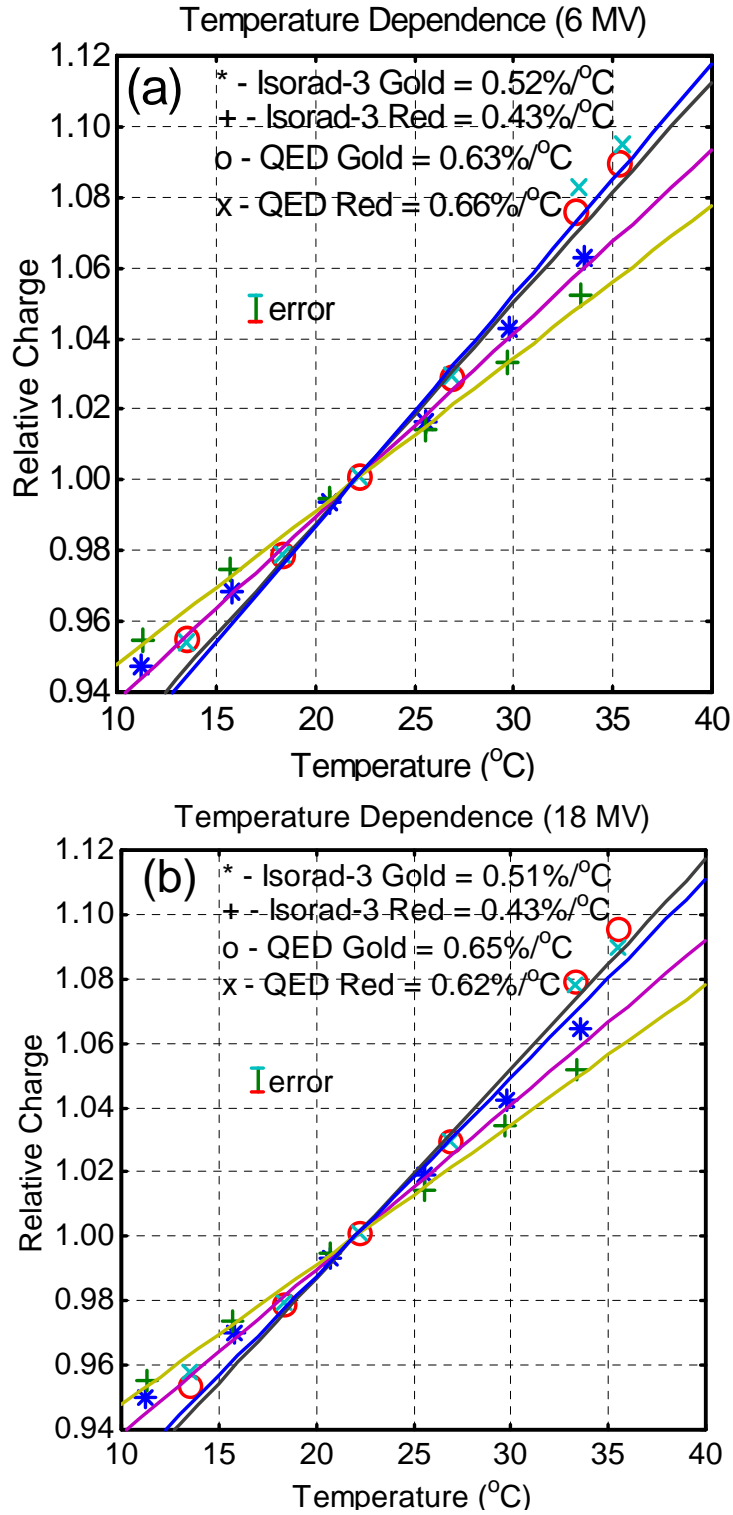 Temperature Dependence (6 MV)
(a)
* - Isorad-3 Gold = 0.52%/°C
+ - Isorad-3 Red = 0.43%/°C
o - QED Gold = 0.63%/°C
x - QED Red = 0.66%/°C
error
1.12
1.10
1.08
1.06
1.04
1.02
1.00
0.98
0.96
0.94
Relative Charge
10 15 20 25 30 35 40
Temperature (°C)
Temperature Dependence (18 MV)
(b)
* - Isorad-3 Gold = 0.51%/°C
+ - Isorad-3 Red = 0.43%/°C
o - QED Gold = 0.65%/°C
x - QED Red = 0.62%/°C
error
1.12
1.10
1.08
1.06
1.04
1.02
1.00
0.98
0.96
0.94
Relative Charge
10 15 20 25 30 35 40
Temperature (°C)